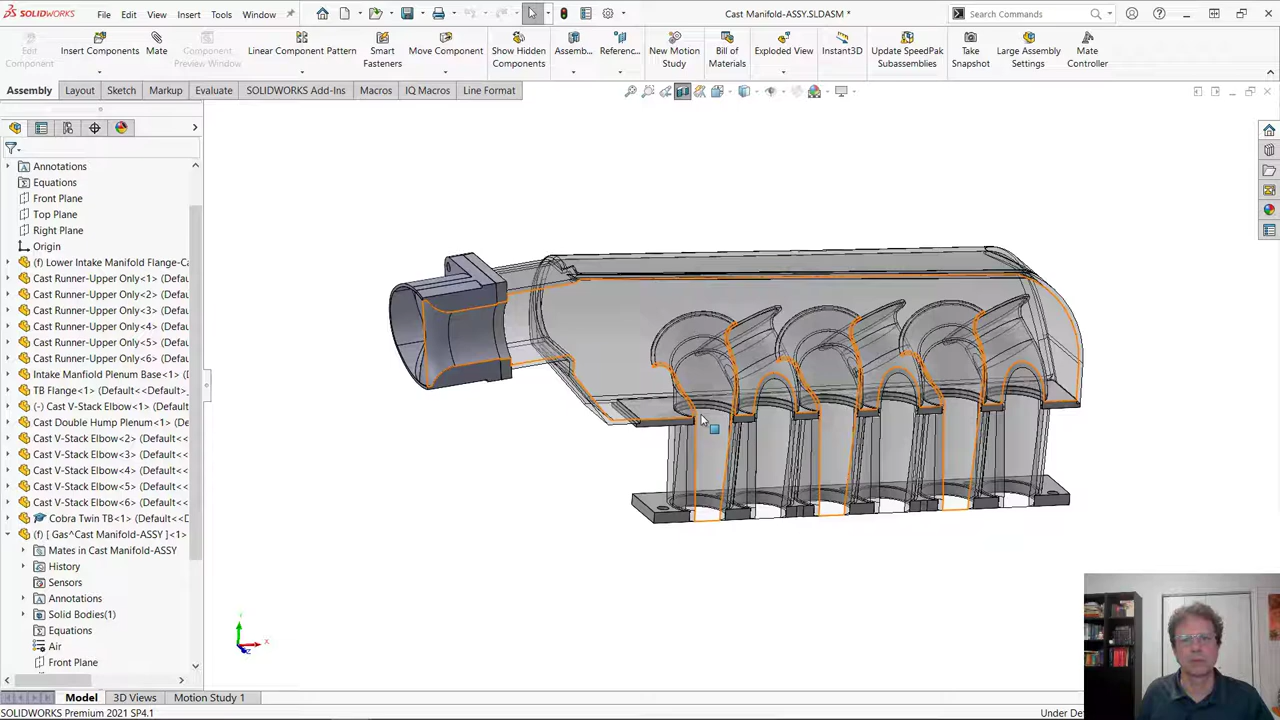 SOLIDWORKS
File Edit View Insert Tools Window
Cast Manifold-ASSY.SLDASM *
Search Commands
Edit Component
Insert Components
Mate
Component Preview Window
Linear Component Pattern
Smart Fasteners
Move Component
Show Hidden Components
Assemb...
Referenc...
New Motion Study
Bill of Materials
Exploded View
Instant3D
Update SpeedPak Subassemblies
Take Snapshot
Large Assembly Settings
Mate Controller
Assembly Layout Sketch Markup Evaluate SOLIDWORKS Add-Ins Macros IQ Macros Line Format
Annotations
Equations
Front Plane
Top Plane
Right Plane
Origin
(f) Lower Intake Manifold Flange-Ca
Cast Runner-Upper Only<1> (Defau
Cast Runner-Upper Only<2> (Defau
Cast Runner-Upper Only<3> (Defau
Cast Runner-Upper Only<4> (Defau
Cast Runner-Upper Only<5> (Defau
Cast Runner-Upper Only<6> (Defau
Intake Manifold Plenum Base<1> (D
TB Flange<1> (Default<<Default>_D
(-) Cast V-Stack Elbow<1> (Default
Cast Double Hump Plenum<1> (De
Cast V-Stack Elbow<2> (Default<<D
Cast V-Stack Elbow<3> (Default<<D
Cast V-Stack Elbow<4> (Default<<D
Cast V-Stack Elbow<5> (Default<<D
Cast V-Stack Elbow<6> (Default<<D
Cobra Twin TB<1> (Default<<D
(f) [ Gas^Cast Manifold-ASSY ]<1>
Mates in Cast Manifold-ASSY
History
Sensors
Annotations
Solid Bodies(1)
Equations
Air
Front Plane
Model 3D Views Motion Study 1
SOLIDWORKS Premium 2021 SP4.1
Under De